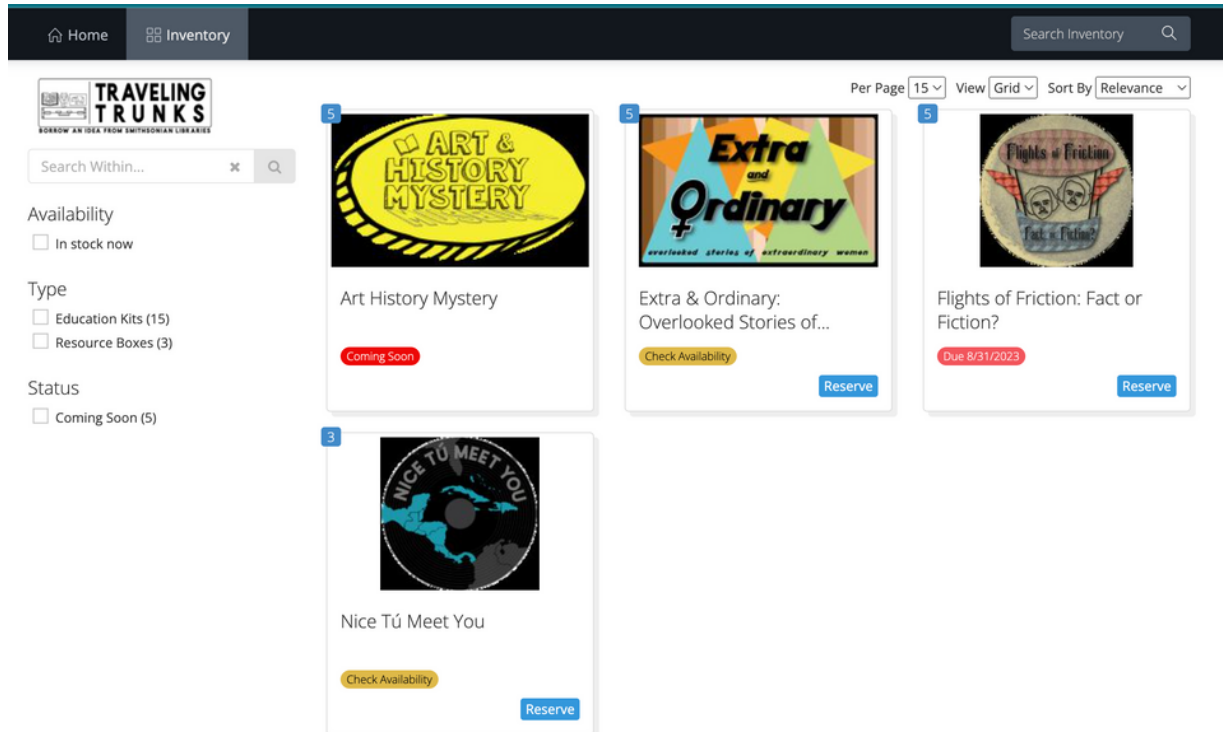 Home
Inventory
Search Inventory
TRAVELING
TRUNKS
BORROW AN IDEA FROM SMITHSONIAN LIBRARIES
Per Page 15 View Grid Sort By Relevance
Search Within...
Availability
In stock now
Type
Education Kits (15)
Resource Boxes (3)
Status
Coming Soon (5)
5
ART &
HISTORY
MYSTERY
Art History Mystery
Coming Soon
5
Extra
and
Ordinary
overlooked stories of extraordinary women
Extra & Ordinary:
Overlooked Stories of...
Check Availability
Reserve
5
Flights of Friction
Fact or Fiction?
Flights of Friction: Fact or
Fiction?
Due 8/31/2023
Reserve
3
NICE TÚ MEET YOU
Nice Tú Meet You
Check Availability
Reserve